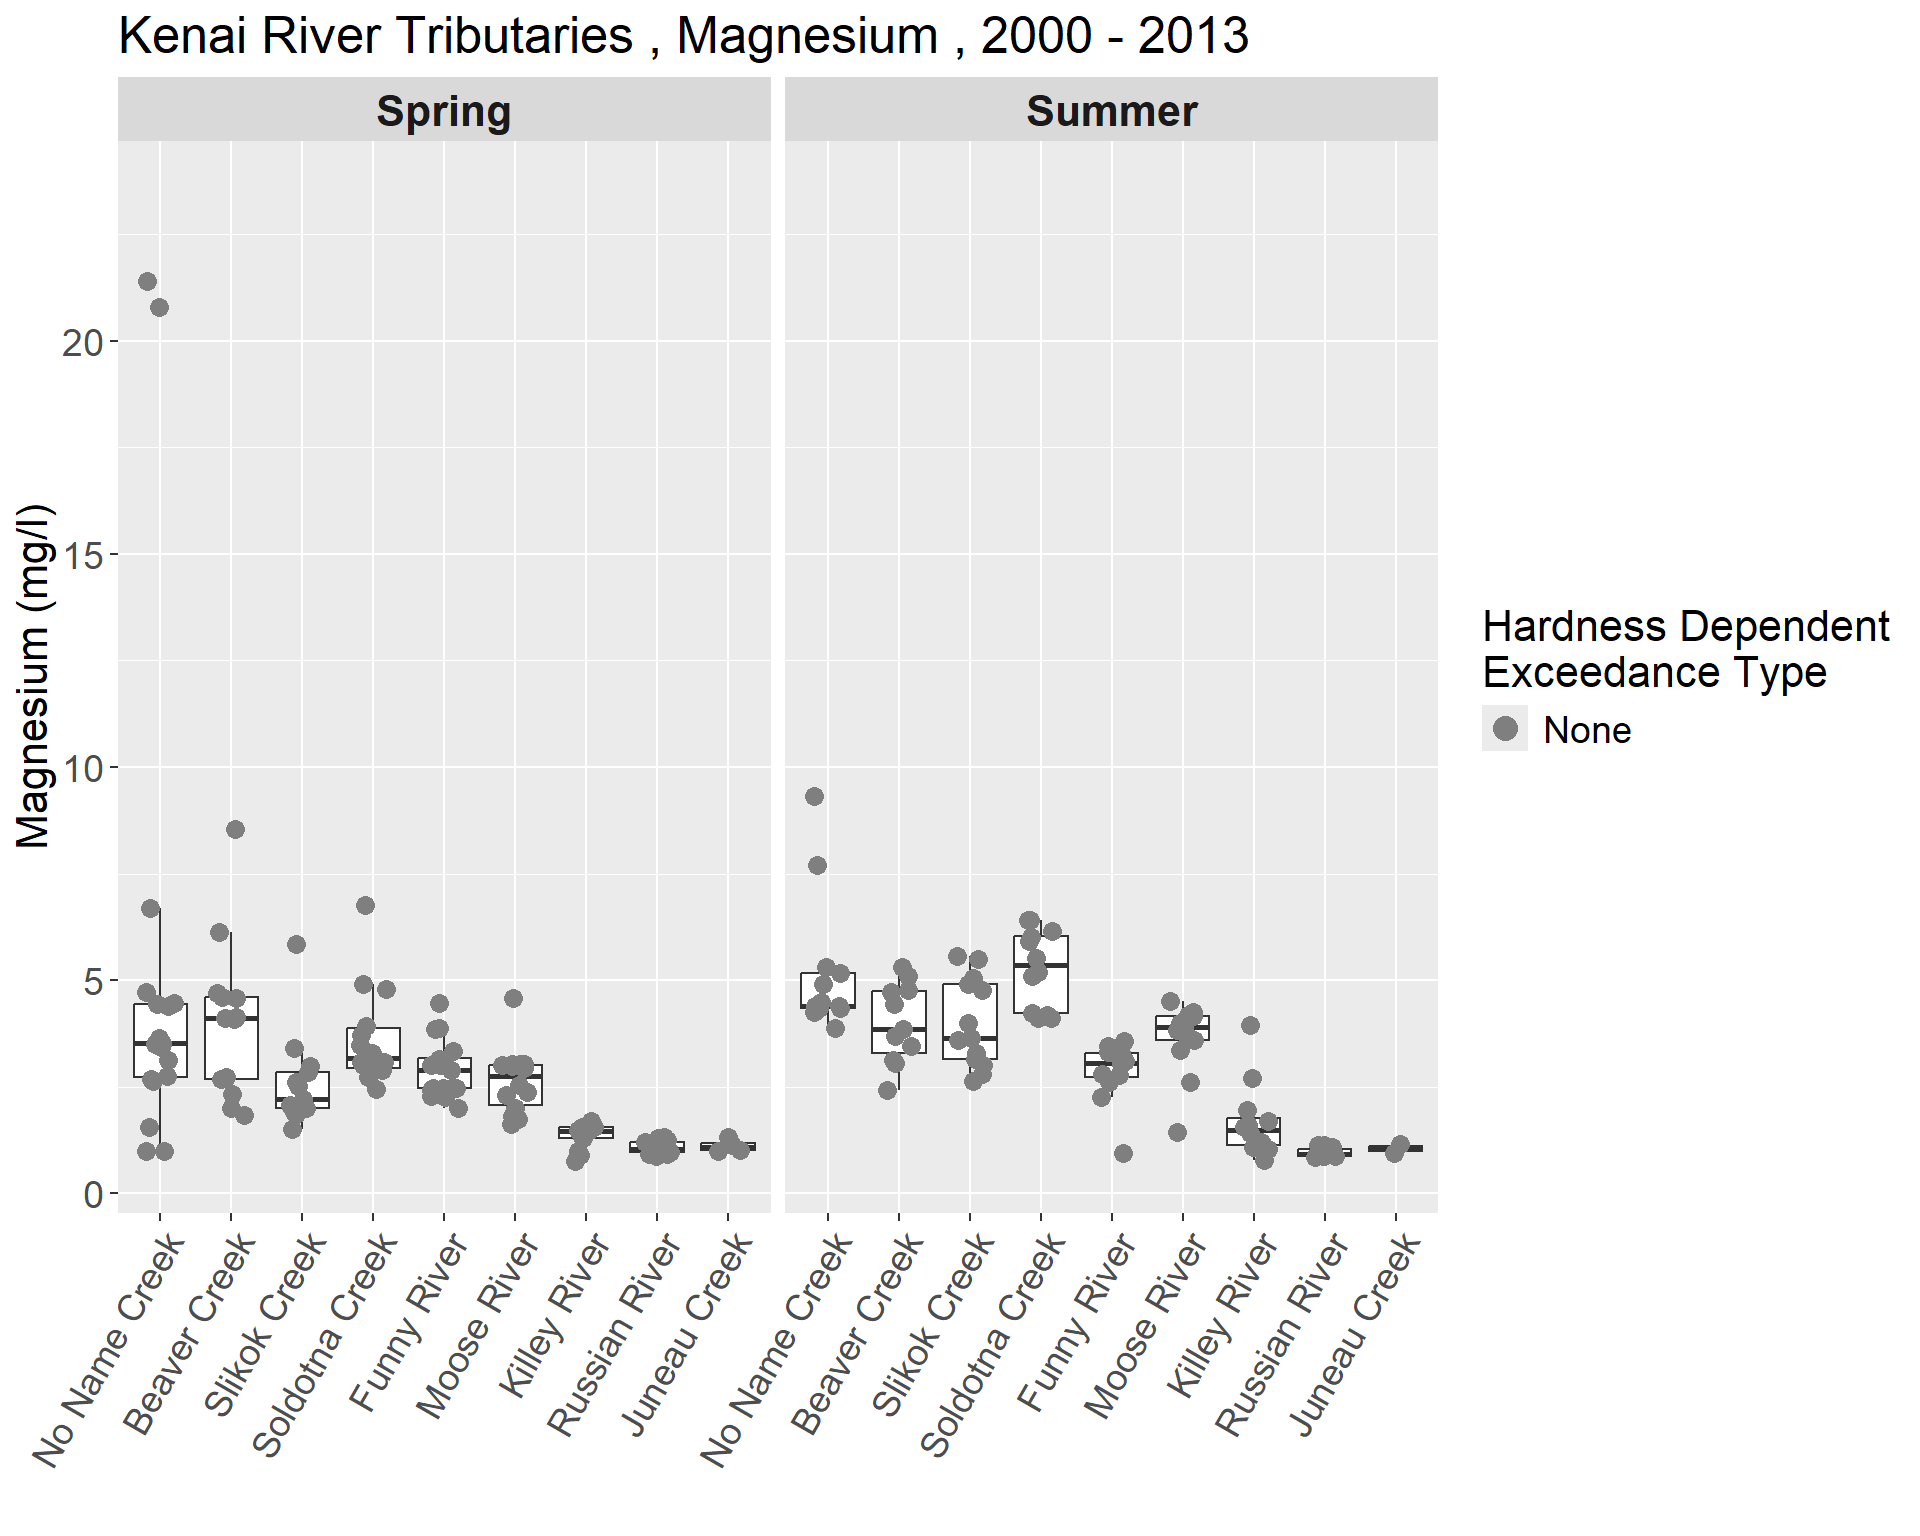 Kenai River Tributaries , Magnesium , 2000 - 2013
Spring
Summer
Magnesium (mg/l)
20
15
10
5
0
No Name Creek
Beaver Creek
Slikok Creek
Soldotna Creek
Funny River
Moose River
Killey River
Russian River
Juneau Creek
No Name Creek
Beaver Creek
Slikok Creek
Soldotna Creek
Funny River
Moose River
Killey River
Russian River
Juneau Creek
Hardness Dependent
Exceedance Type
None